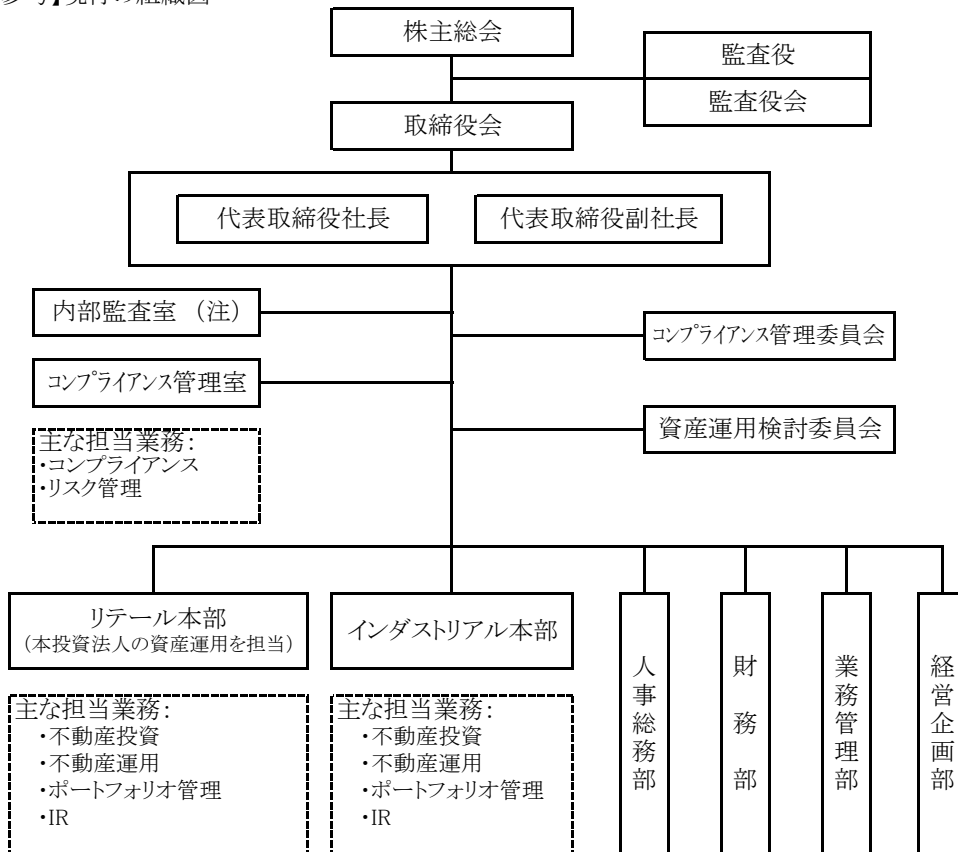 株主総会
監査役
監査役会
取締役会
代表取締役社長
代表取締役副社長
内部監査室 (注)
コンプライアンス管理委員会
コンプライアンス管理室
資産運用検討委員会
主な担当業務:
・コンプライアンス
・リスク管理
リテール本部
(本投資法人の資産運用を担当)
インダストリアル本部
人事総務部
財務部
業務管理部
経営企画部
主な担当業務:
・不動産投資
・不動産運用
・ポートフォリオ管理
・IR
主な担当業務:
・不動産投資
・不動産運用
・ポートフォリオ管理
・IR